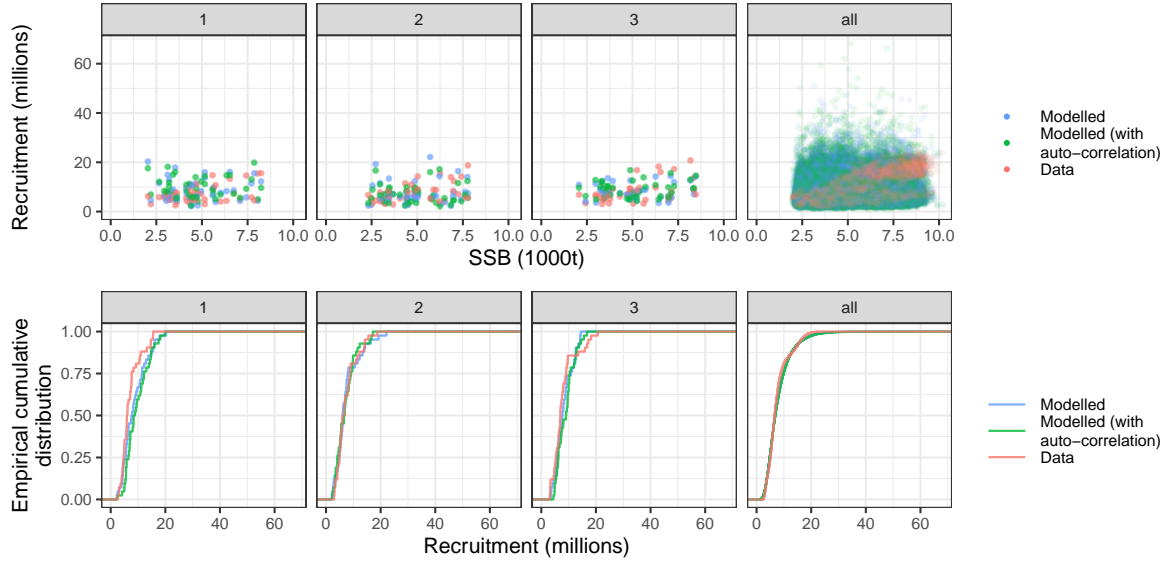 1 2 3 all
Recruitment (millions)
60
40
20
0
0.0 2.5 5.0 7.5 10.0 0.0 2.5 5.0 7.5 10.0 0.0 2.5 5.0 7.5 10.0 0.0 2.5 5.0 7.5 10.0
SSB (1000t)
Modelled
Modelled (with
auto−correlation)
Data
1 2 3 all
Empirical cumulative
distribution
1.00
0.75
0.50
0.25
0.00
0 20 40 60 0 20 40 60 0 20 40 60 0 20 40 60
Recruitment (millions)
Modelled
Modelled (with
auto−correlation)
Data